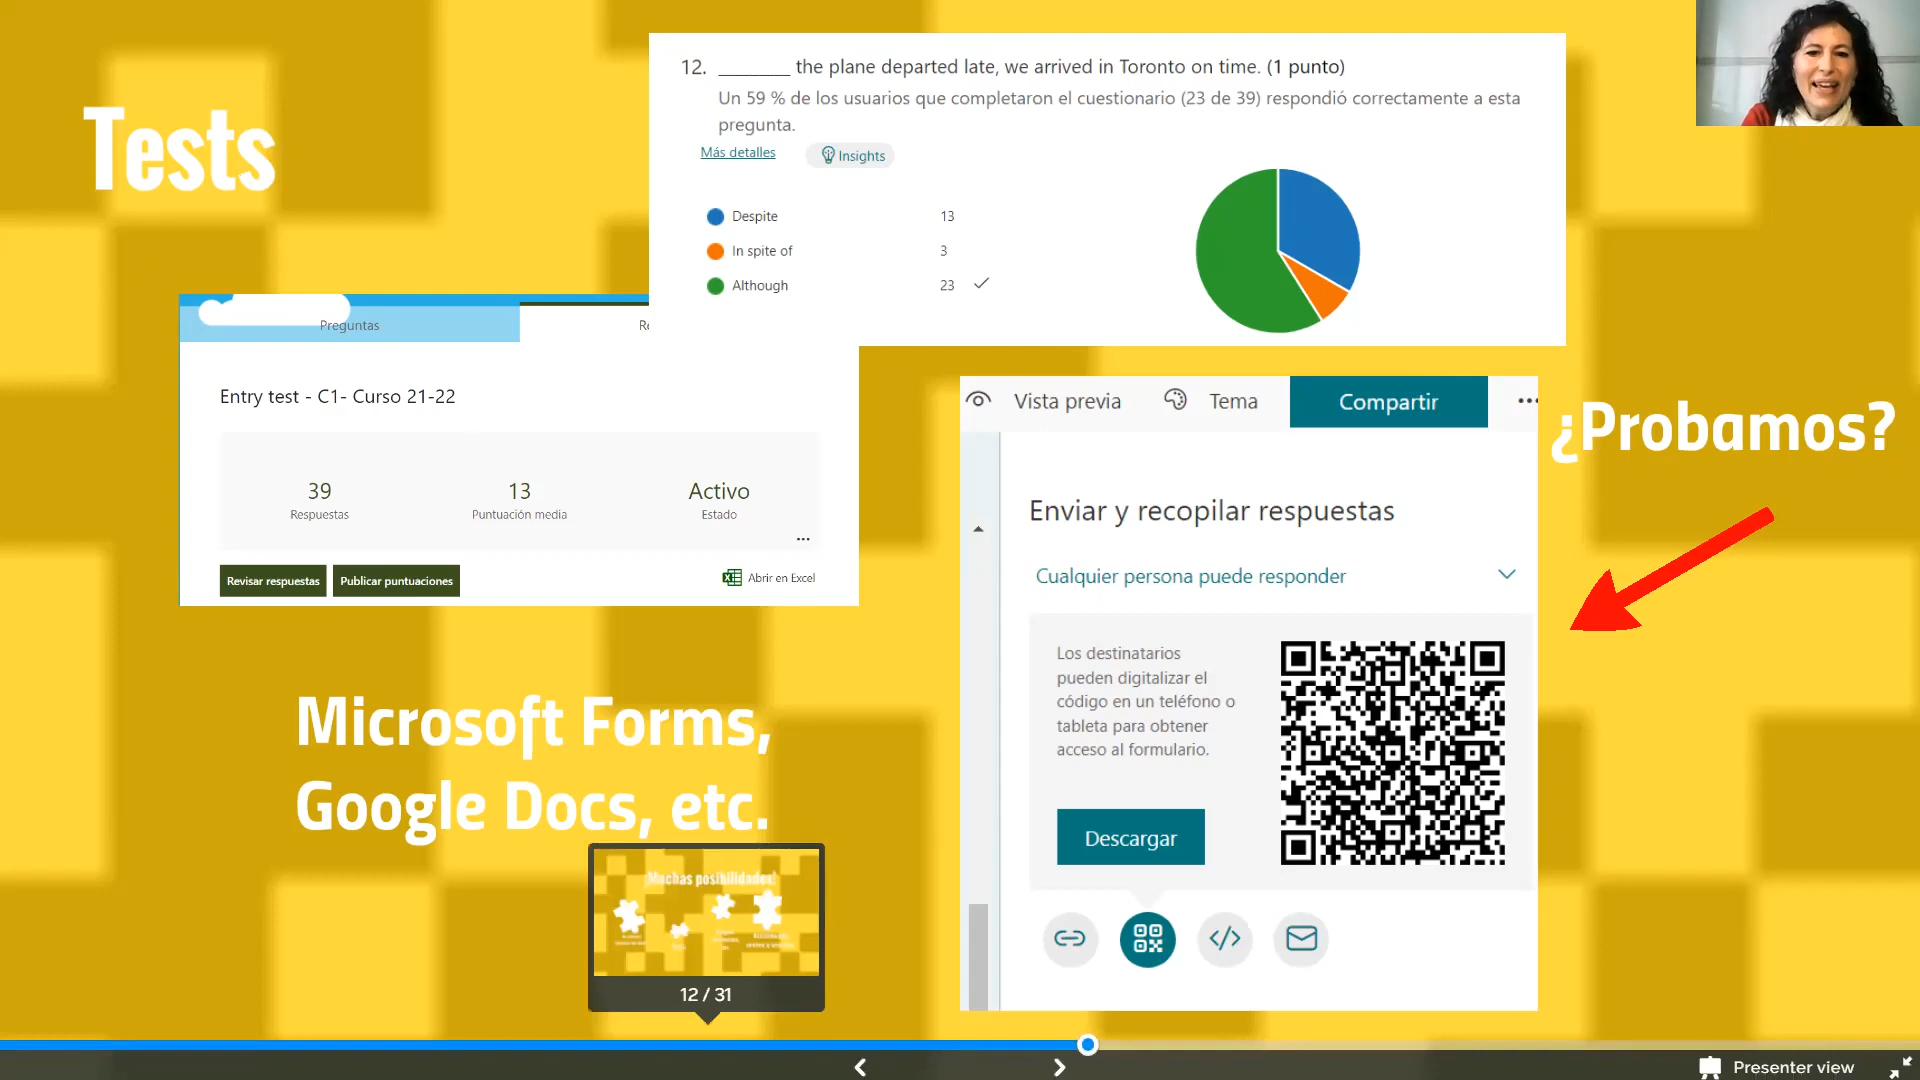 Tests
12. ________ the plane departed late, we arrived in Toronto on time. (1 punto)
Un 59 % de los usuarios que completaron el cuestionario (23 de 39) respondió correctamente a esta
pregunta.
Más detalles
Insights
Despite 13
In spite of 3
Although 23
Preguntas
Entry test - C1- Curso 21-22
39
Respuestas
13
Puntuación media
Activo
Estado
Revisar respuestas
Publicar puntuaciones
Abrir en Excel
Microsoft Forms,
Google Docs, etc.
Vista previa
Tema
Compartir
Enviar y recopilar respuestas
Cualquier persona puede responder
Los destinatarios
pueden digitalizar el
código en un teléfono o
tableta para obtener
acceso al formulario.
Descargar
¿Probamos?
Muchas posibilidades!
12 / 31
Presenter view